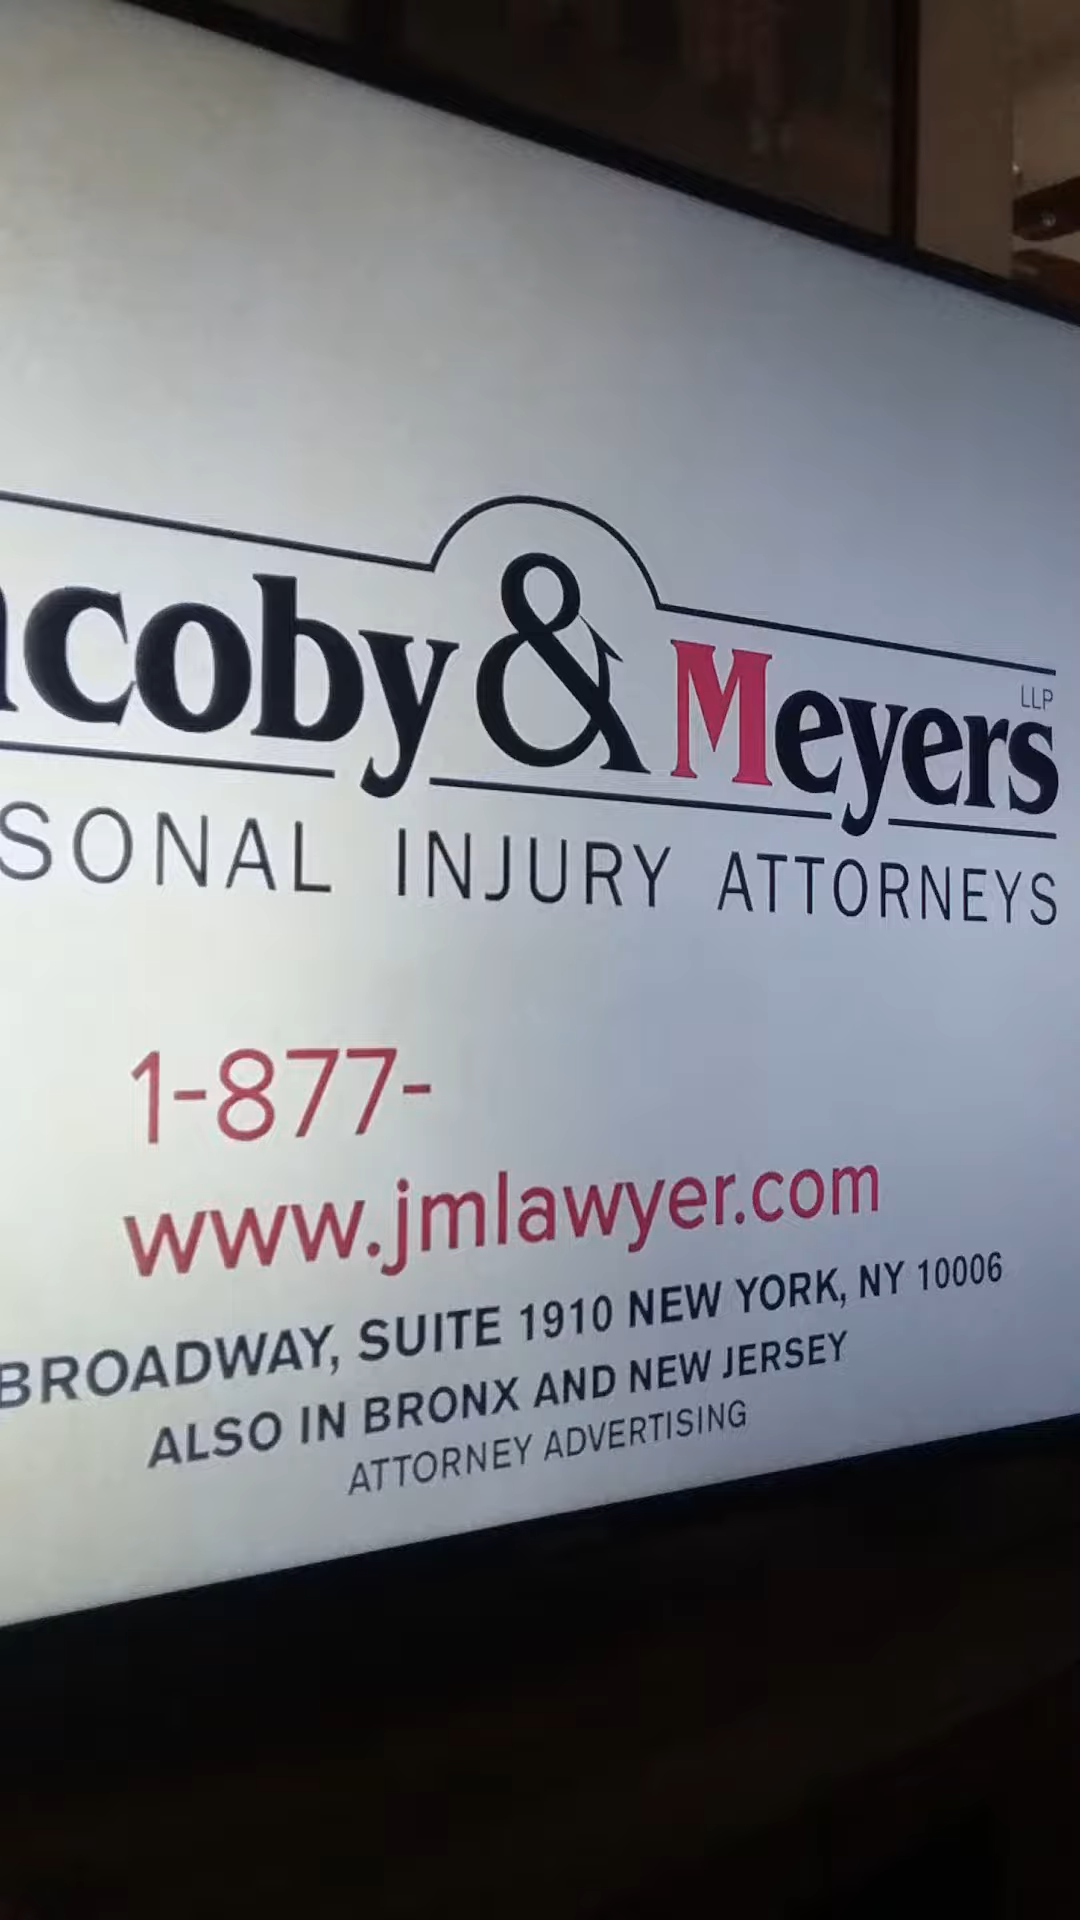 acoby & Meyers LLP
SONAL INJURY ATTORNEYS
1-877-
www.jmlawyer.com
BROADWAY, SUITE 1910 NEW YORK, NY 10006
ALSO IN BRONX AND NEW JERSEY
ATTORNEY ADVERTISING